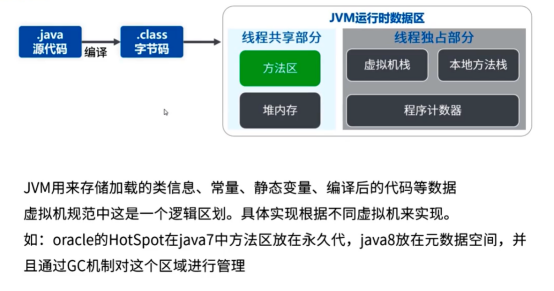 JVM运行时数据区
.java
源代码
编译
.class
字节码
线程共享部分
方法区
堆内存
线程独占部分
虚拟机栈
本地方法栈
程序计数器
JVM用来存储加载的类信息、常量、静态变量、编译后的代码等数据
虚拟机规范中这是一个逻辑区划。具体实现根据不同虚拟机来实现。
如：oracle的HotSpot在java7中方法区放在永久代，java8放在元数据空间，并
且通过GC机制对这个区域进行管理